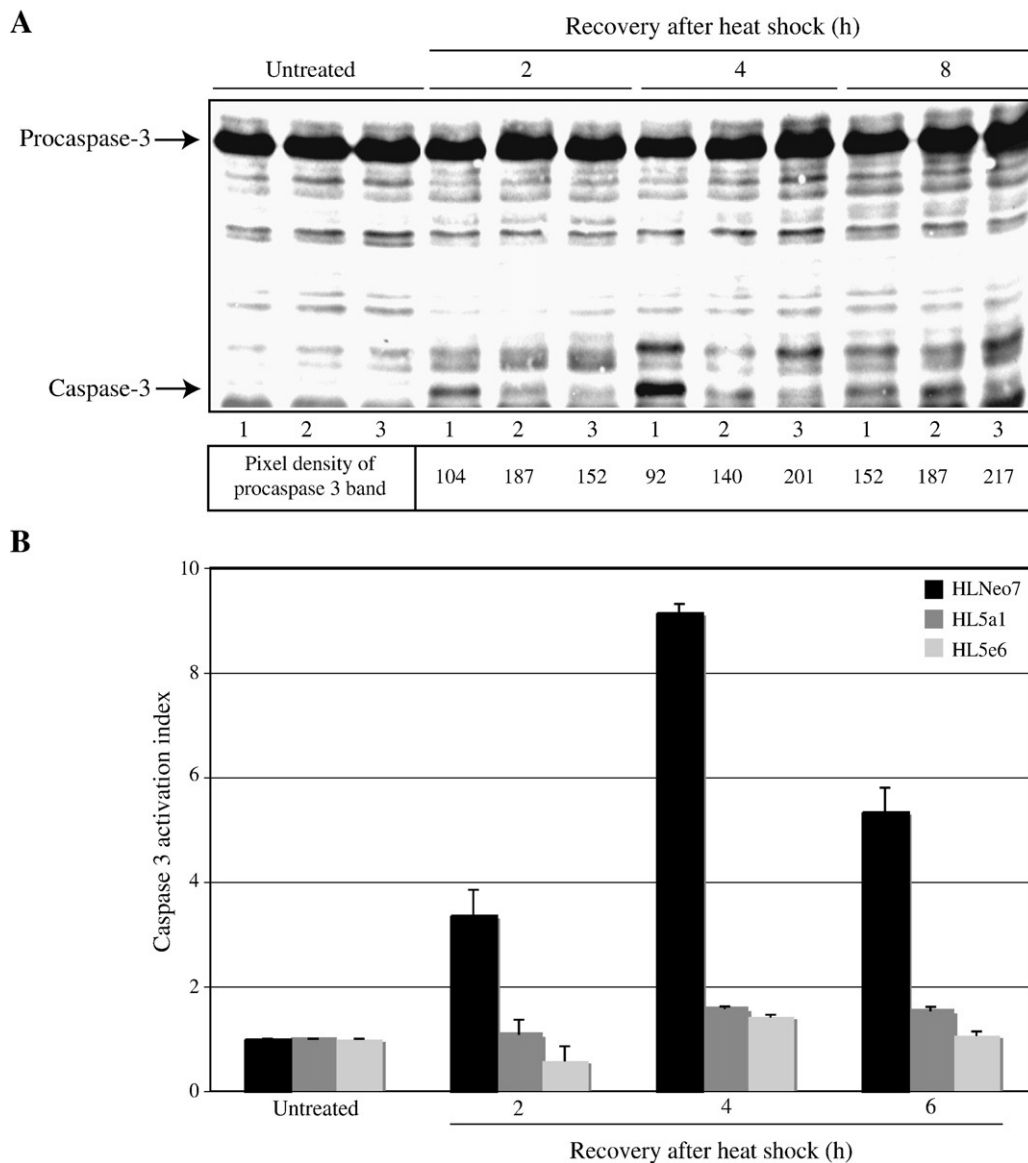 A
Recovery after heat shock (h)
Untreated 2 4 8
Procaspase-3
Caspase-3
1 2 3 1 2 3 1 2 3 1 2 3
Pixel density of
procaspase 3 band
104 187 152 92 140 201 152 187 217
B
10
8
6
4
2
0
Caspase 3 activation index
HLNeo7
HL5a1
HL5e6
Untreated 2 4 6
Recovery after heat shock (h)